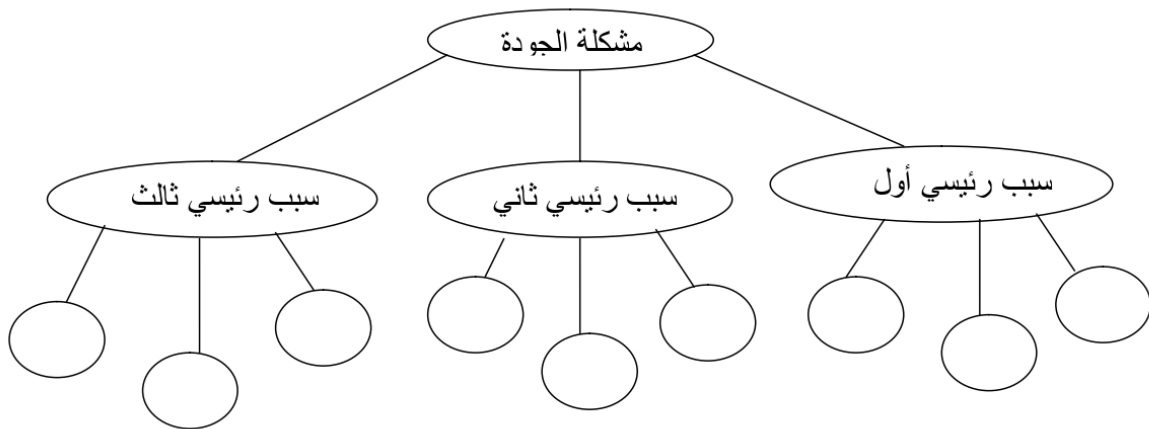 مشكلة الجودة
سبب رئيسي أول
سبب رئيسي ثاني
سبب رئيسي ثالث